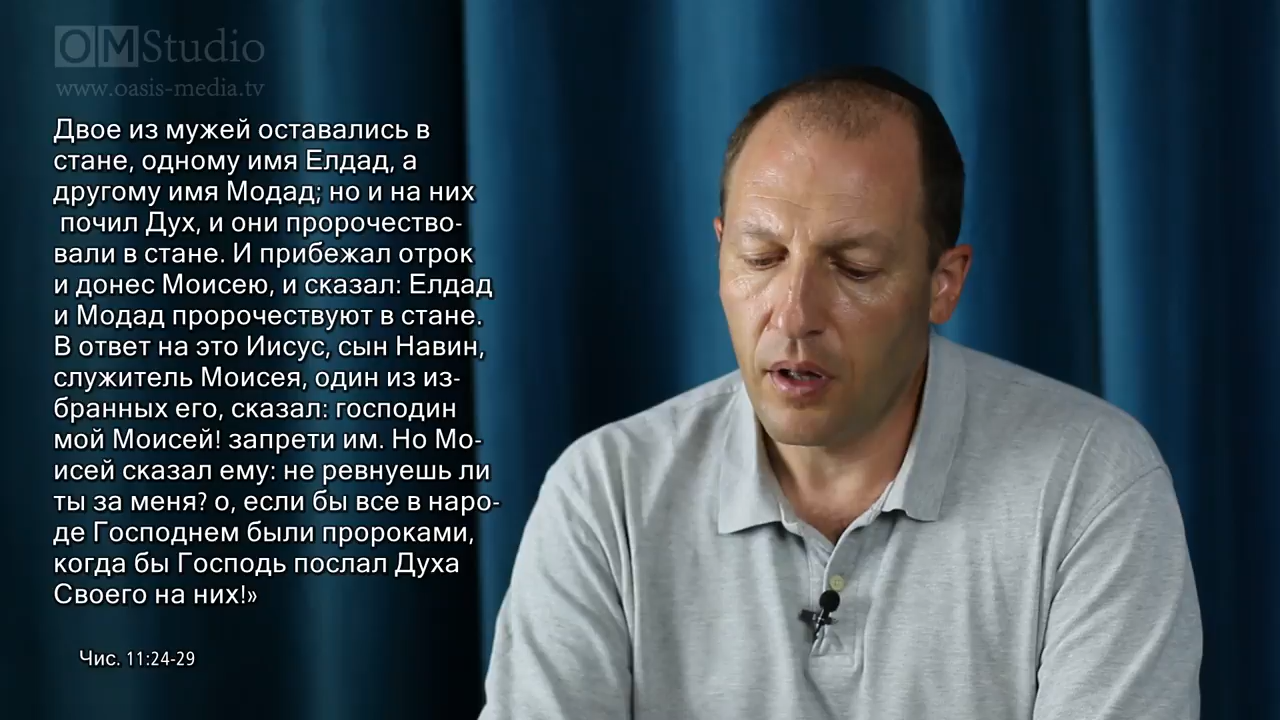 OMStudio
www.oasis-media.tv
Двое из мужей оставались в
стане, одному имя Елдад, а
другому имя Модад; но и на них
почил Дух, и они пророчество-
вали в стане. И прибежал отрок
и донес Моисею, и сказал: Елдад
и Модад пророчествуют в стане.
В ответ на это Иисус, сын Навин,
служитель Моисея, один из из-
бранных его, сказал: господин
мой Моисей! запрети им. Но Мо-
исей сказал ему: не ревнуешь ли
ты за меня? о, если бы все в наро-
де Господнем были пророками,
когда бы Господь послал Духа
Своего на них!»
Чис. 11:24-29